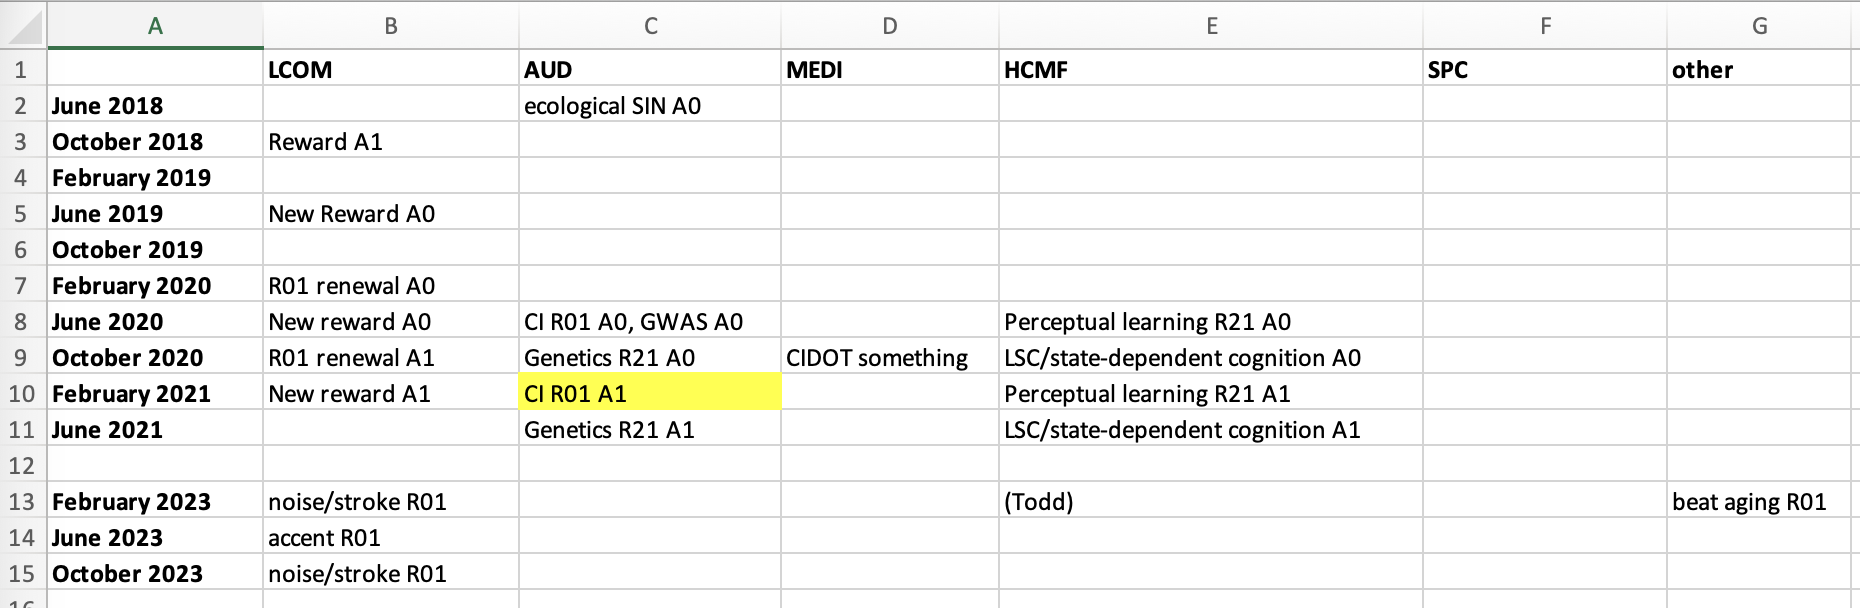 A B C D E F G
1 LCOM AUD MEDI HCMF SPC other
2 June 2018 ecological SIN A0
3 October 2018 Reward A1
4 February 2019
5 June 2019 New Reward A0
6 October 2019
7 February 2020 R01 renewal A0
8 June 2020 New reward A0 CI R01 A0, GWAS A0 Perceptual learning R21 A0
9 October 2020 R01 renewal A1 Genetics R21 A0 CIDOT something LSC/state-dependent cognition A0
10 February 2021 New reward A1 CI R01 A1 Perceptual learning R21 A1
11 June 2021 Genetics R21 A1 LSC/state-dependent cognition A1
12
13 February 2023 noise/stroke R01 (Todd) beat aging R01
14 June 2023 accent R01
15 October 2023 noise/stroke R01
16